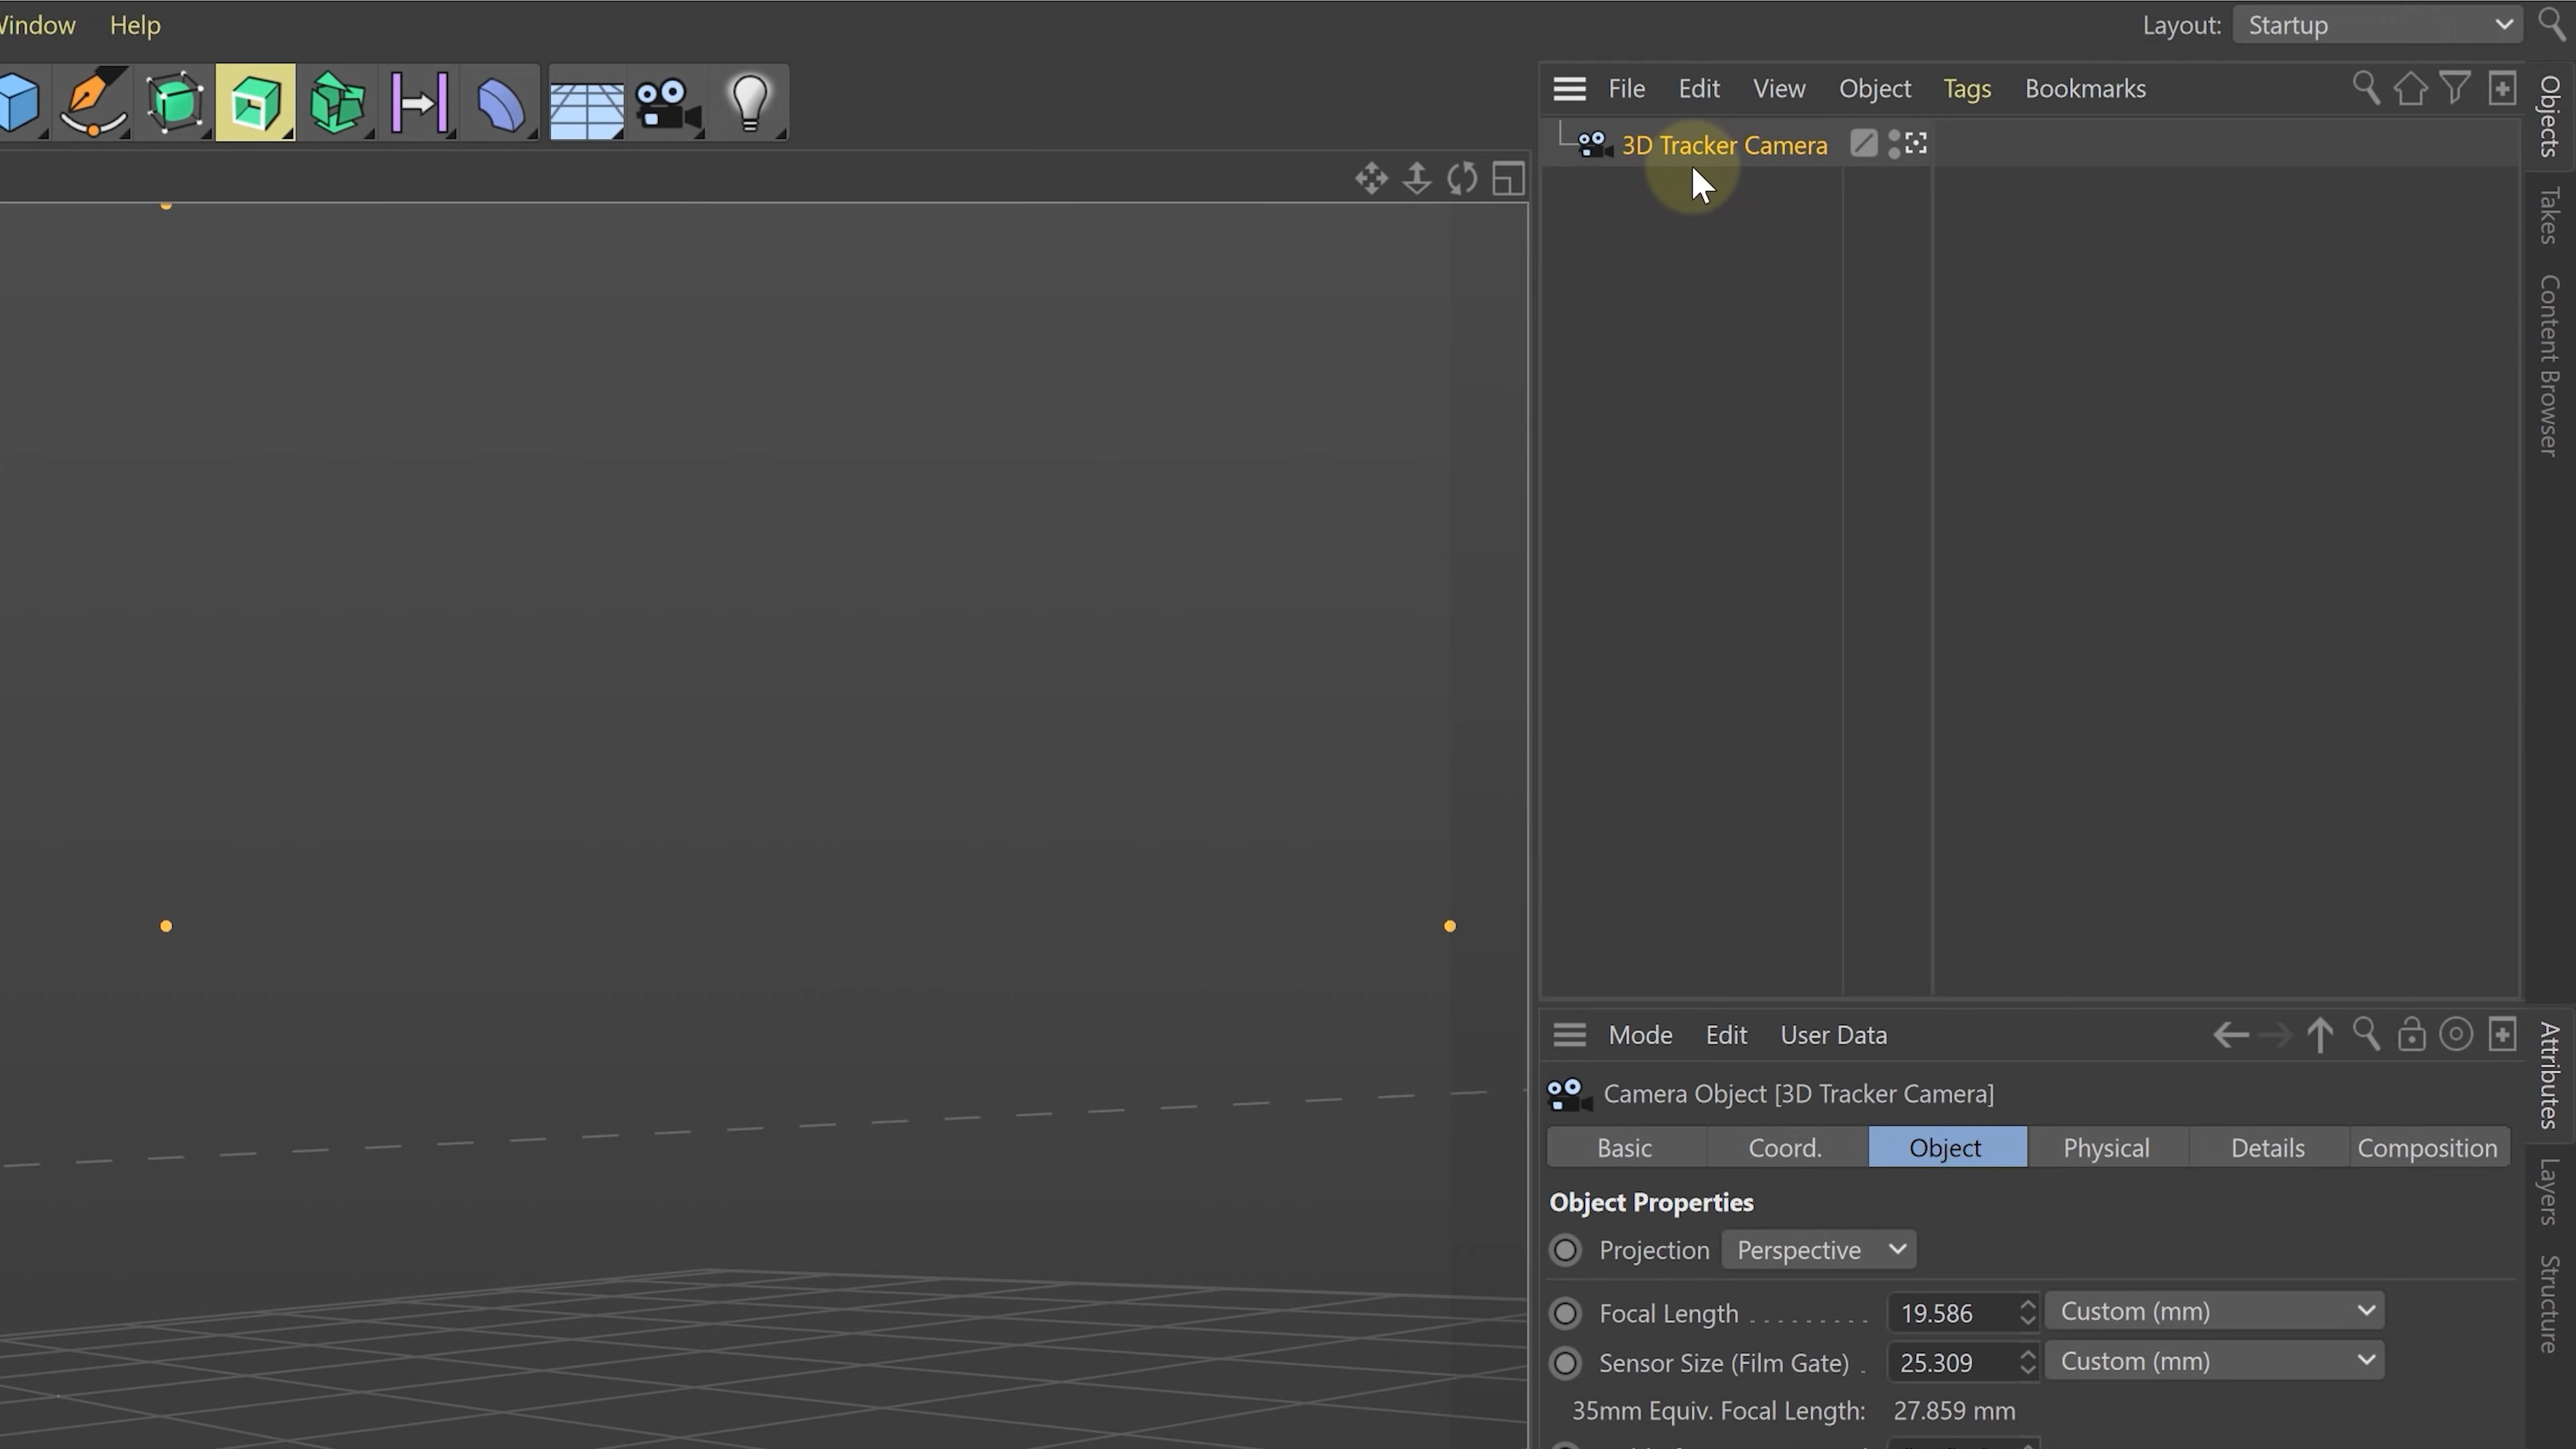 Window Help
Layout: Startup
File Edit View Object Tags Bookmarks
3D Tracker Camera
Objects
Takes
Content Browser
Mode Edit User Data
Camera Object [3D Tracker Camera]
Basic Coord. Object Physical Details Composition
Object Properties
Projection Perspective
Focal Length . . . . . . . . . 19.586 Custom (mm)
Sensor Size (Film Gate) . 25.309 Custom (mm)
35mm Equiv. Focal Length: 27.859 mm
Attributes
Layers
Structure